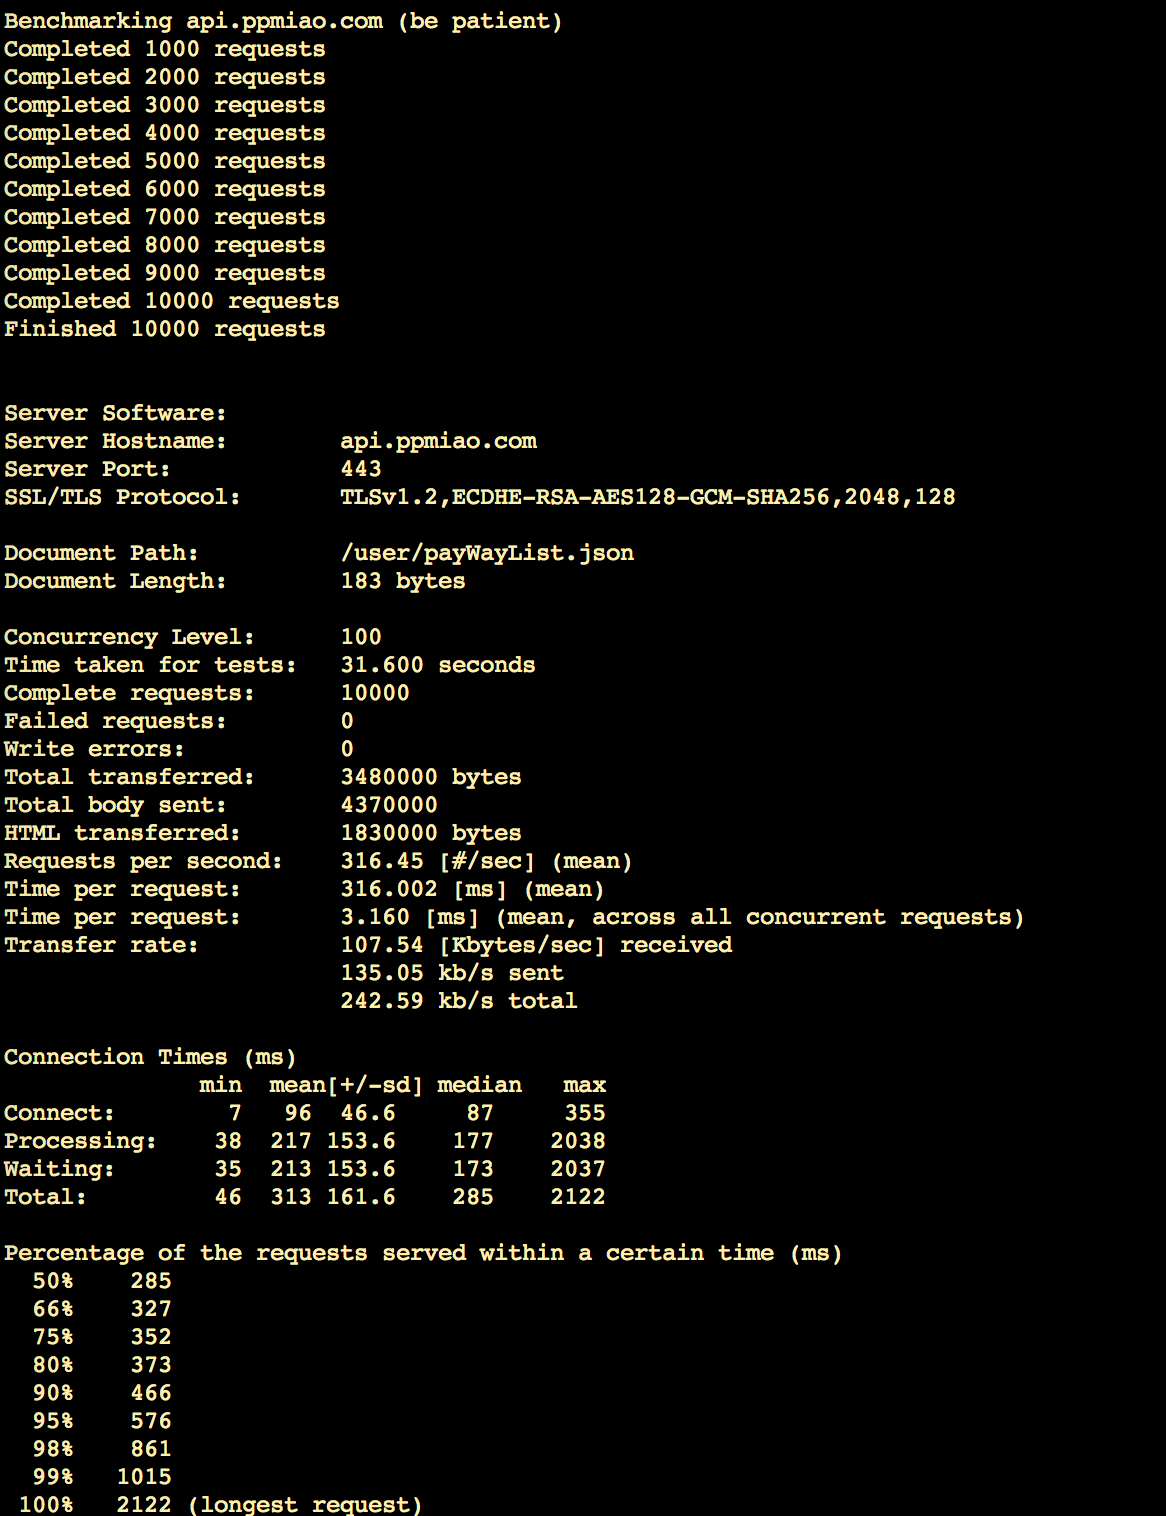 Benchmarking api.ppmiao.com (be patient)
Completed 1000 requests
Completed 2000 requests
Completed 3000 requests
Completed 4000 requests
Completed 5000 requests
Completed 6000 requests
Completed 7000 requests
Completed 8000 requests
Completed 9000 requests
Completed 10000 requests
Finished 10000 requests
Server Software:
Server Hostname: api.ppmiao.com
Server Port: 443
SSL/TLS Protocol: TLSv1.2,ECDHE-RSA-AES128-GCM-SHA256,2048,128
Document Path: /user/payWayList.json
Document Length: 183 bytes
Concurrency Level: 100
Time taken for tests: 31.600 seconds
Complete requests: 10000
Failed requests: 0
Write errors: 0
Total transferred: 3480000 bytes
Total body sent: 4370000
HTML transferred: 1830000 bytes
Requests per second: 316.45 [#/sec] (mean)
Time per request: 316.002 [ms] (mean)
Time per request: 3.160 [ms] (mean, across all concurrent requests)
Transfer rate: 107.54 [Kbytes/sec] received
135.05 kb/s sent
242.59 kb/s total
Connection Times (ms)
min mean[+/-sd] median max
Connect: 7 96 46.6 87 355
Processing: 38 217 153.6 177 2038
Waiting: 35 213 153.6 173 2037
Total: 46 313 161.6 285 2122
Percentage of the requests served within a certain time (ms)
50% 285
66% 327
75% 352
80% 373
90% 466
95% 576
98% 861
99% 1015
100% 2122 (longest request)